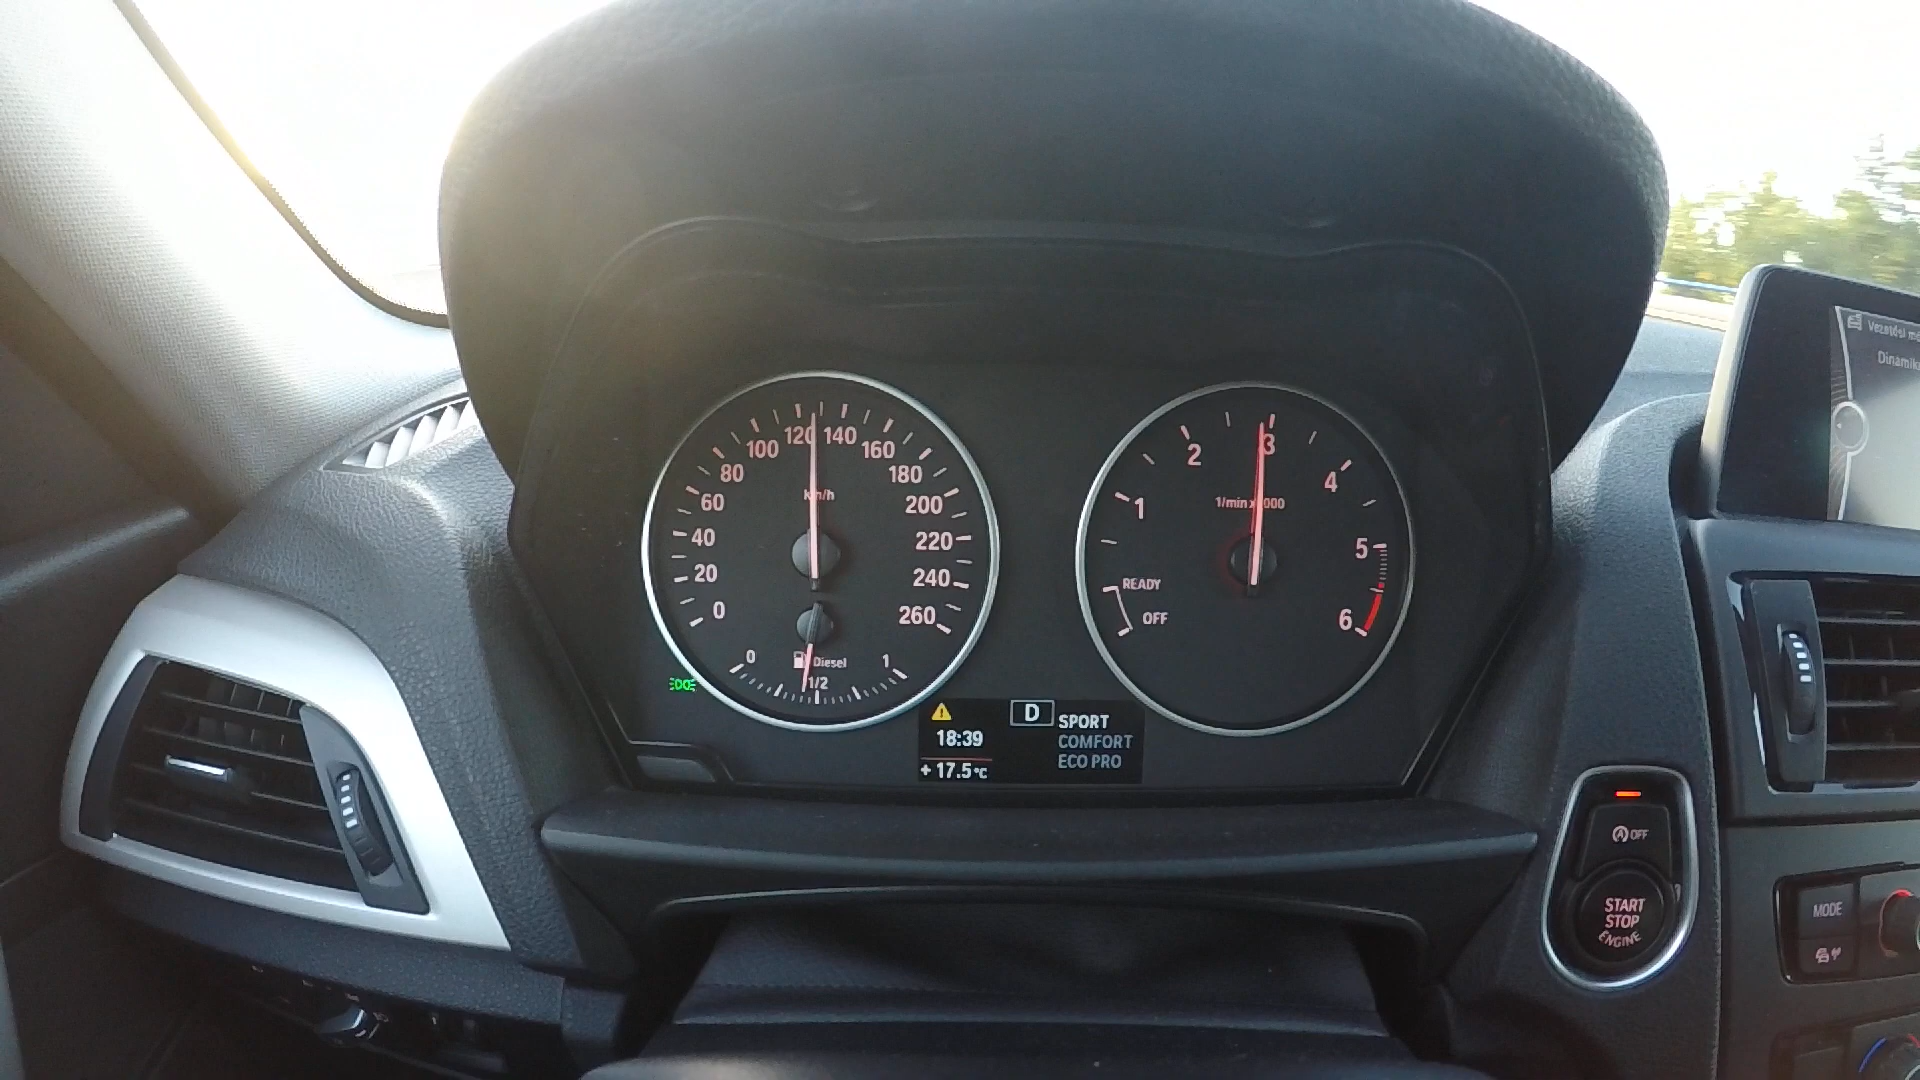 0
20
40
60
80
100
120
140
160
180
200
220
240
260
km/h
0
Diesel
1/2
1
1
2
3
4
5
6
1/min x1000
READY
OFF
18:39
+ 17.5°C
D
SPORT
COMFORT
ECO PRO
Dinamik
A OFF
START
STOP
ENGINE
MODE